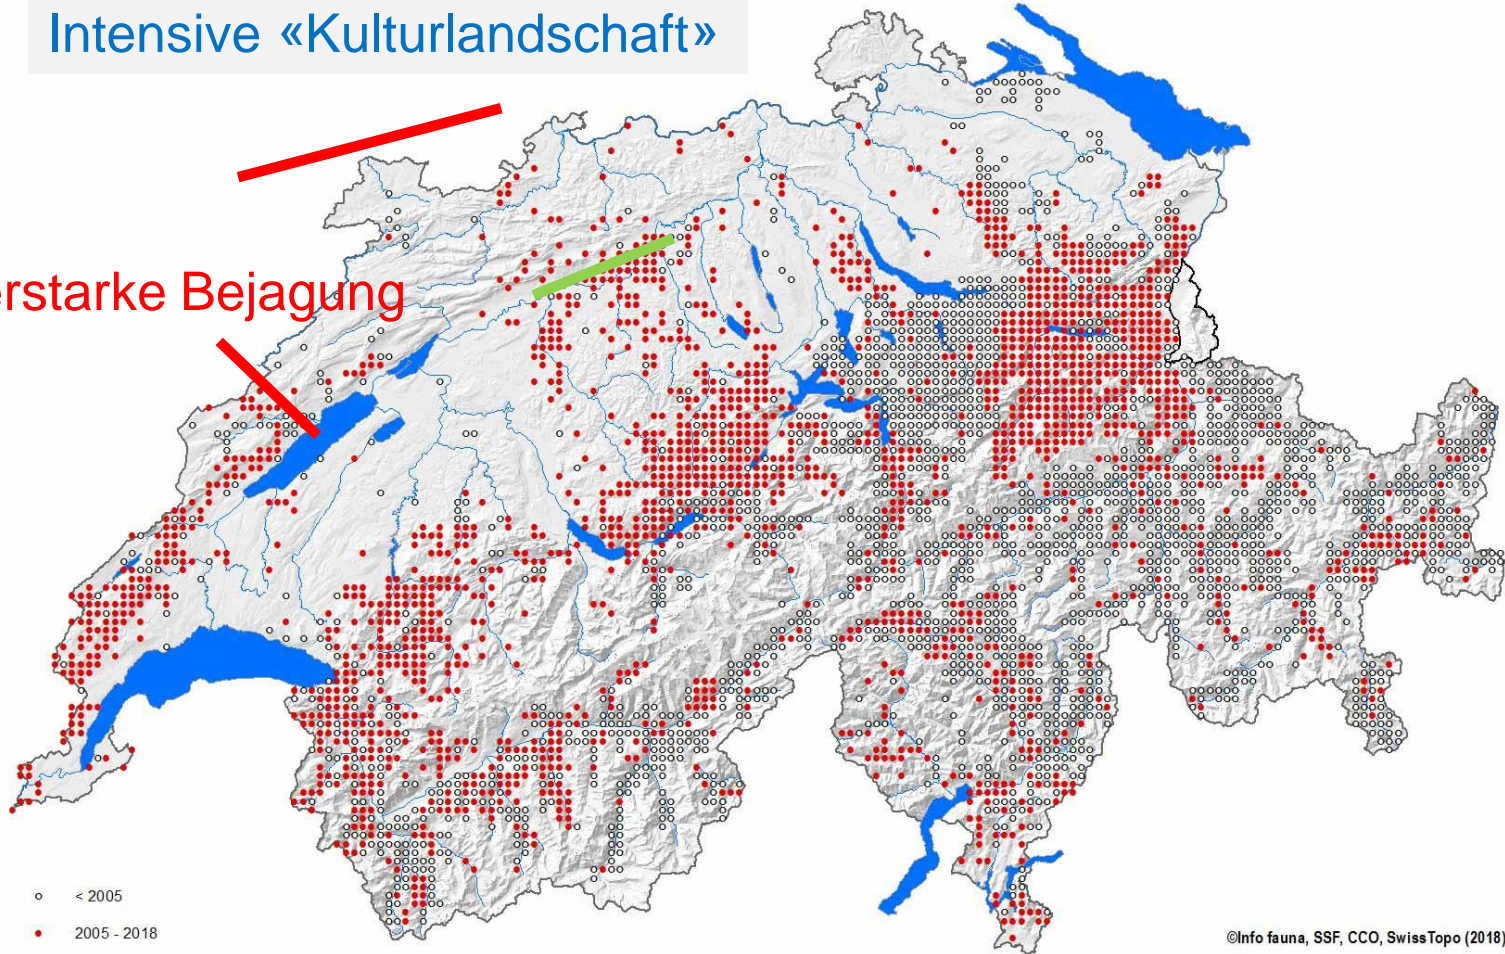 Intensive «Kulturlandschaft»
erstarke Bejagung
< 2005
2005 - 2018
©Info fauna, SSF, CCO, SwissTopo (2018)